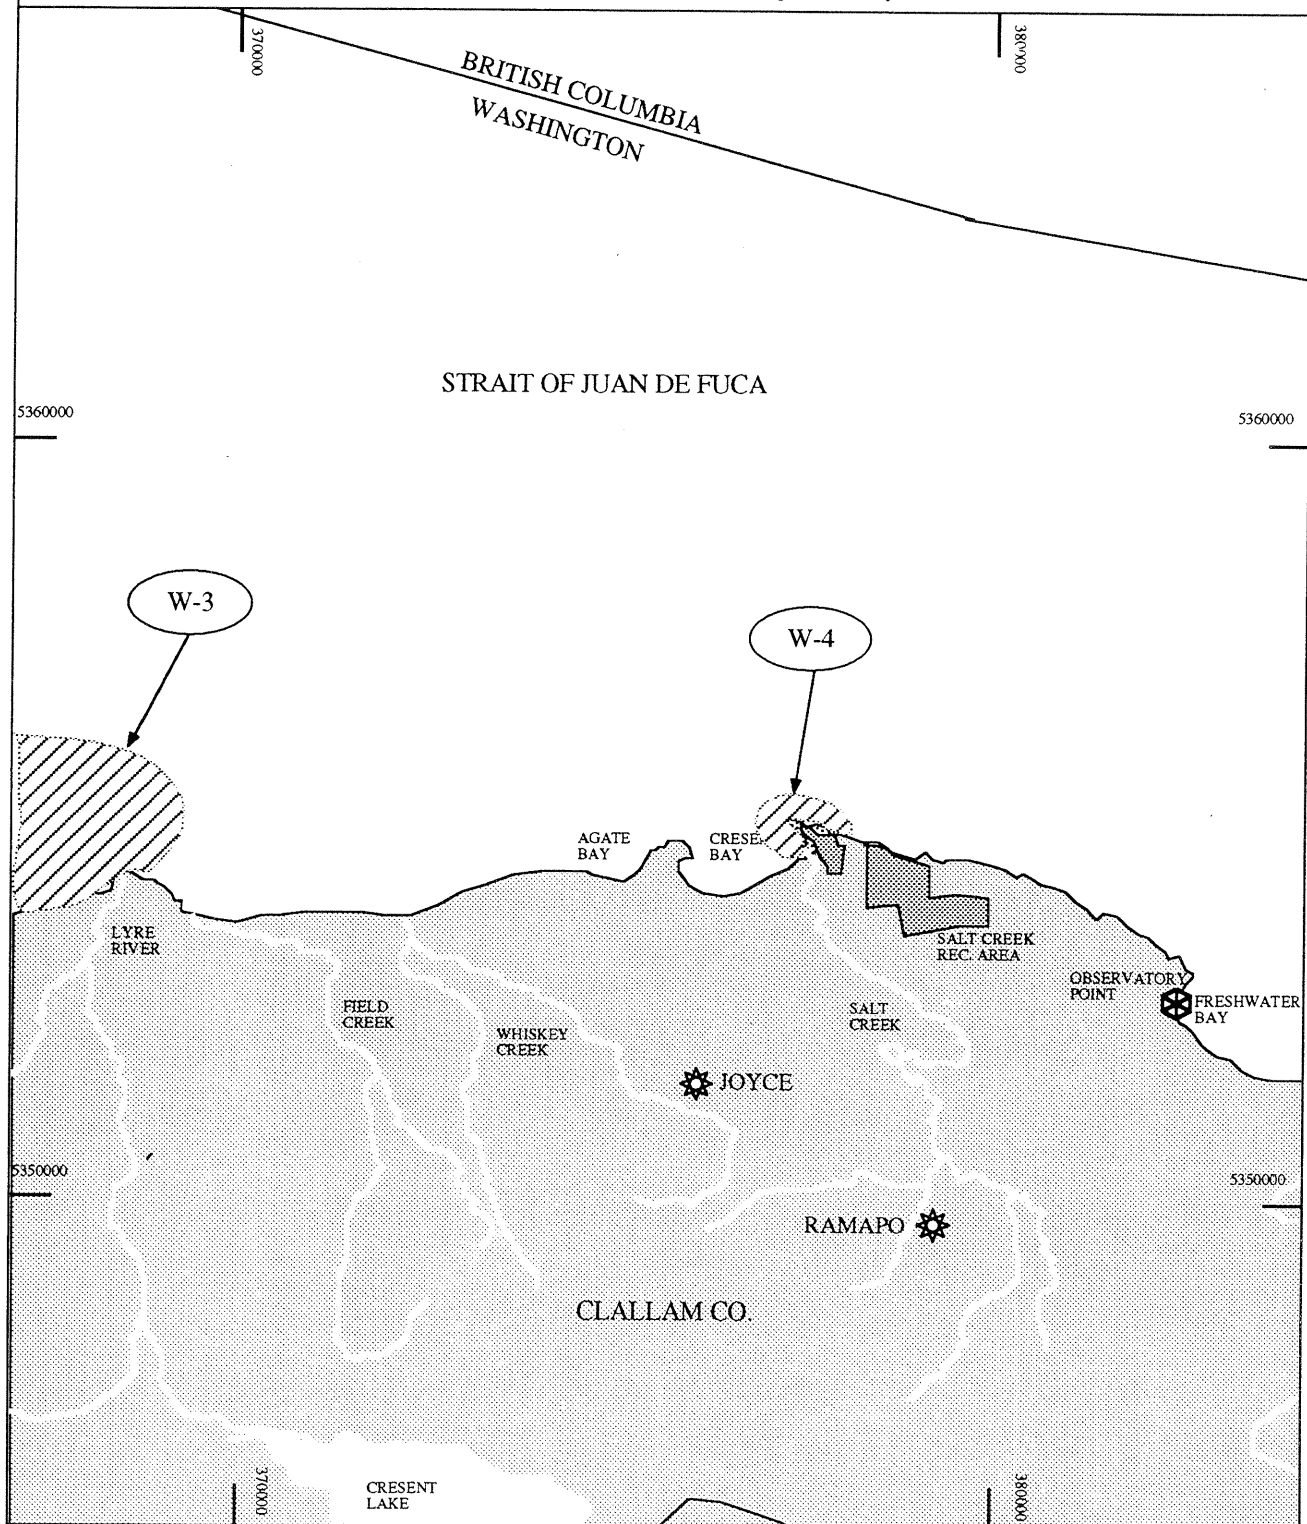 370000
380000
BRITISH COLUMBIA
WASHINGTON
STRAIT OF JUAN DE FUCA
5360000
5360000
W-3
W-4
AGATE
BAY
CRESE
BAY
LYRE
RIVER
SALT CREEK
REC. AREA
OBSERVATORY
POINT
FRESHWATER
BAY
FIELD
CREEK
SALT
CREEK
WHISKEY
CREEK
JOYCE
5350000
5350000
RAMAPO
CLALLAM CO.
370000
380000
CRESENT
LAKE